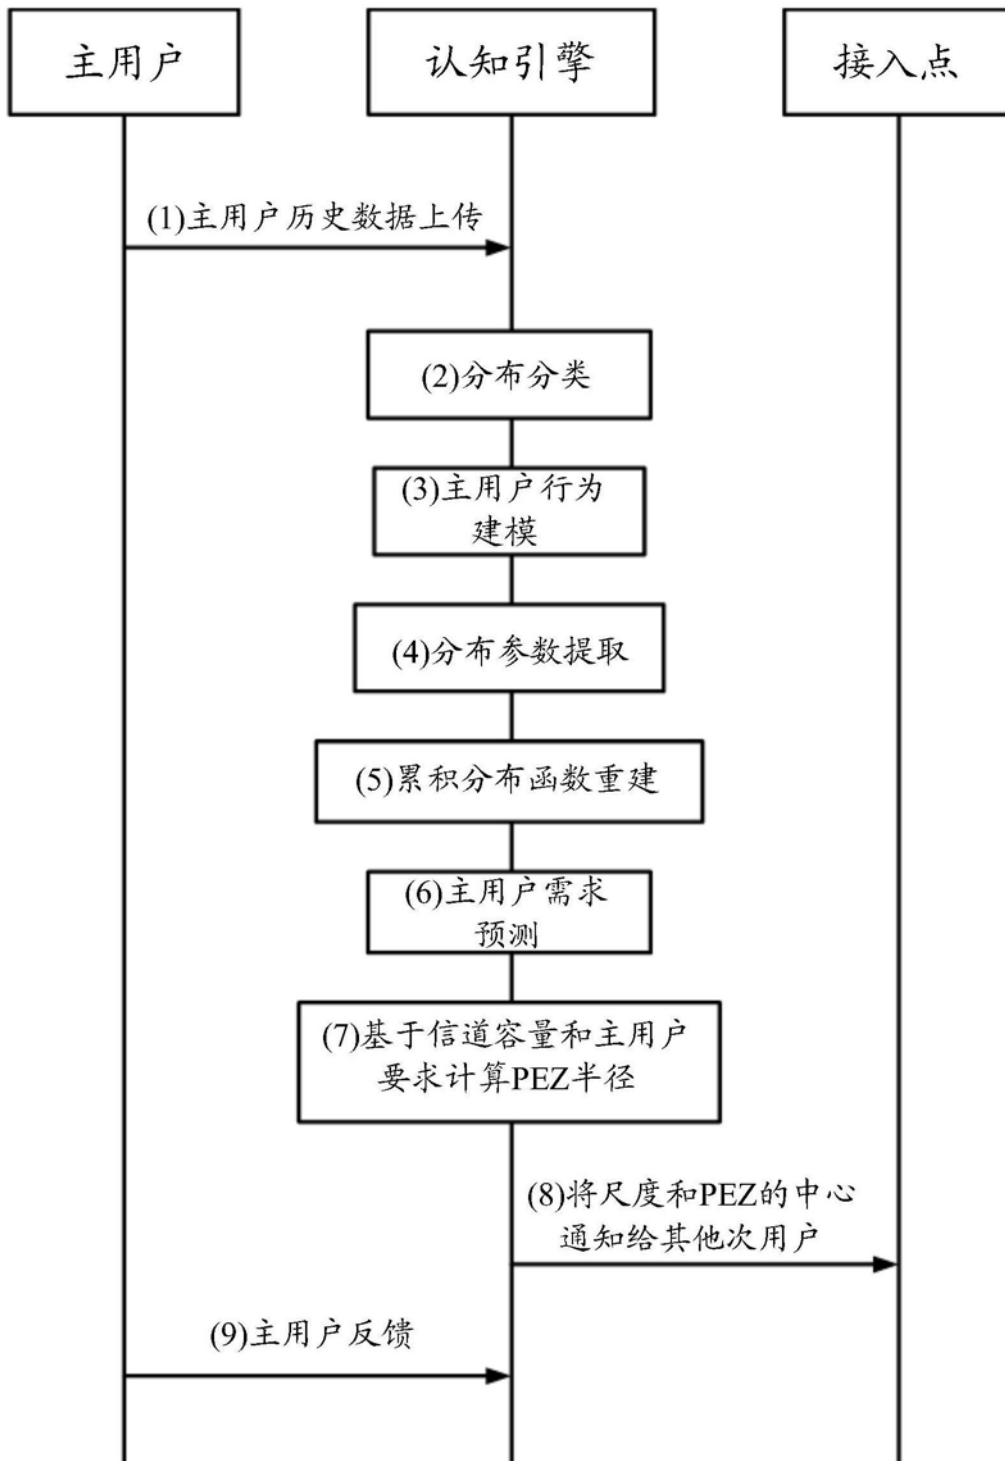 主用户
认知引擎
接入点
(1)主用户历史数据上传
(2)分布分类
(3)主用户行为
建模
(4)分布参数提取
(5)累积分布函数重建
(6)主用户需求
预测
(7)基于信道容量和主用户
要求计算PEZ半径
(8)将尺度和PEZ的中心
通知给其他次用户
(9)主用户反馈